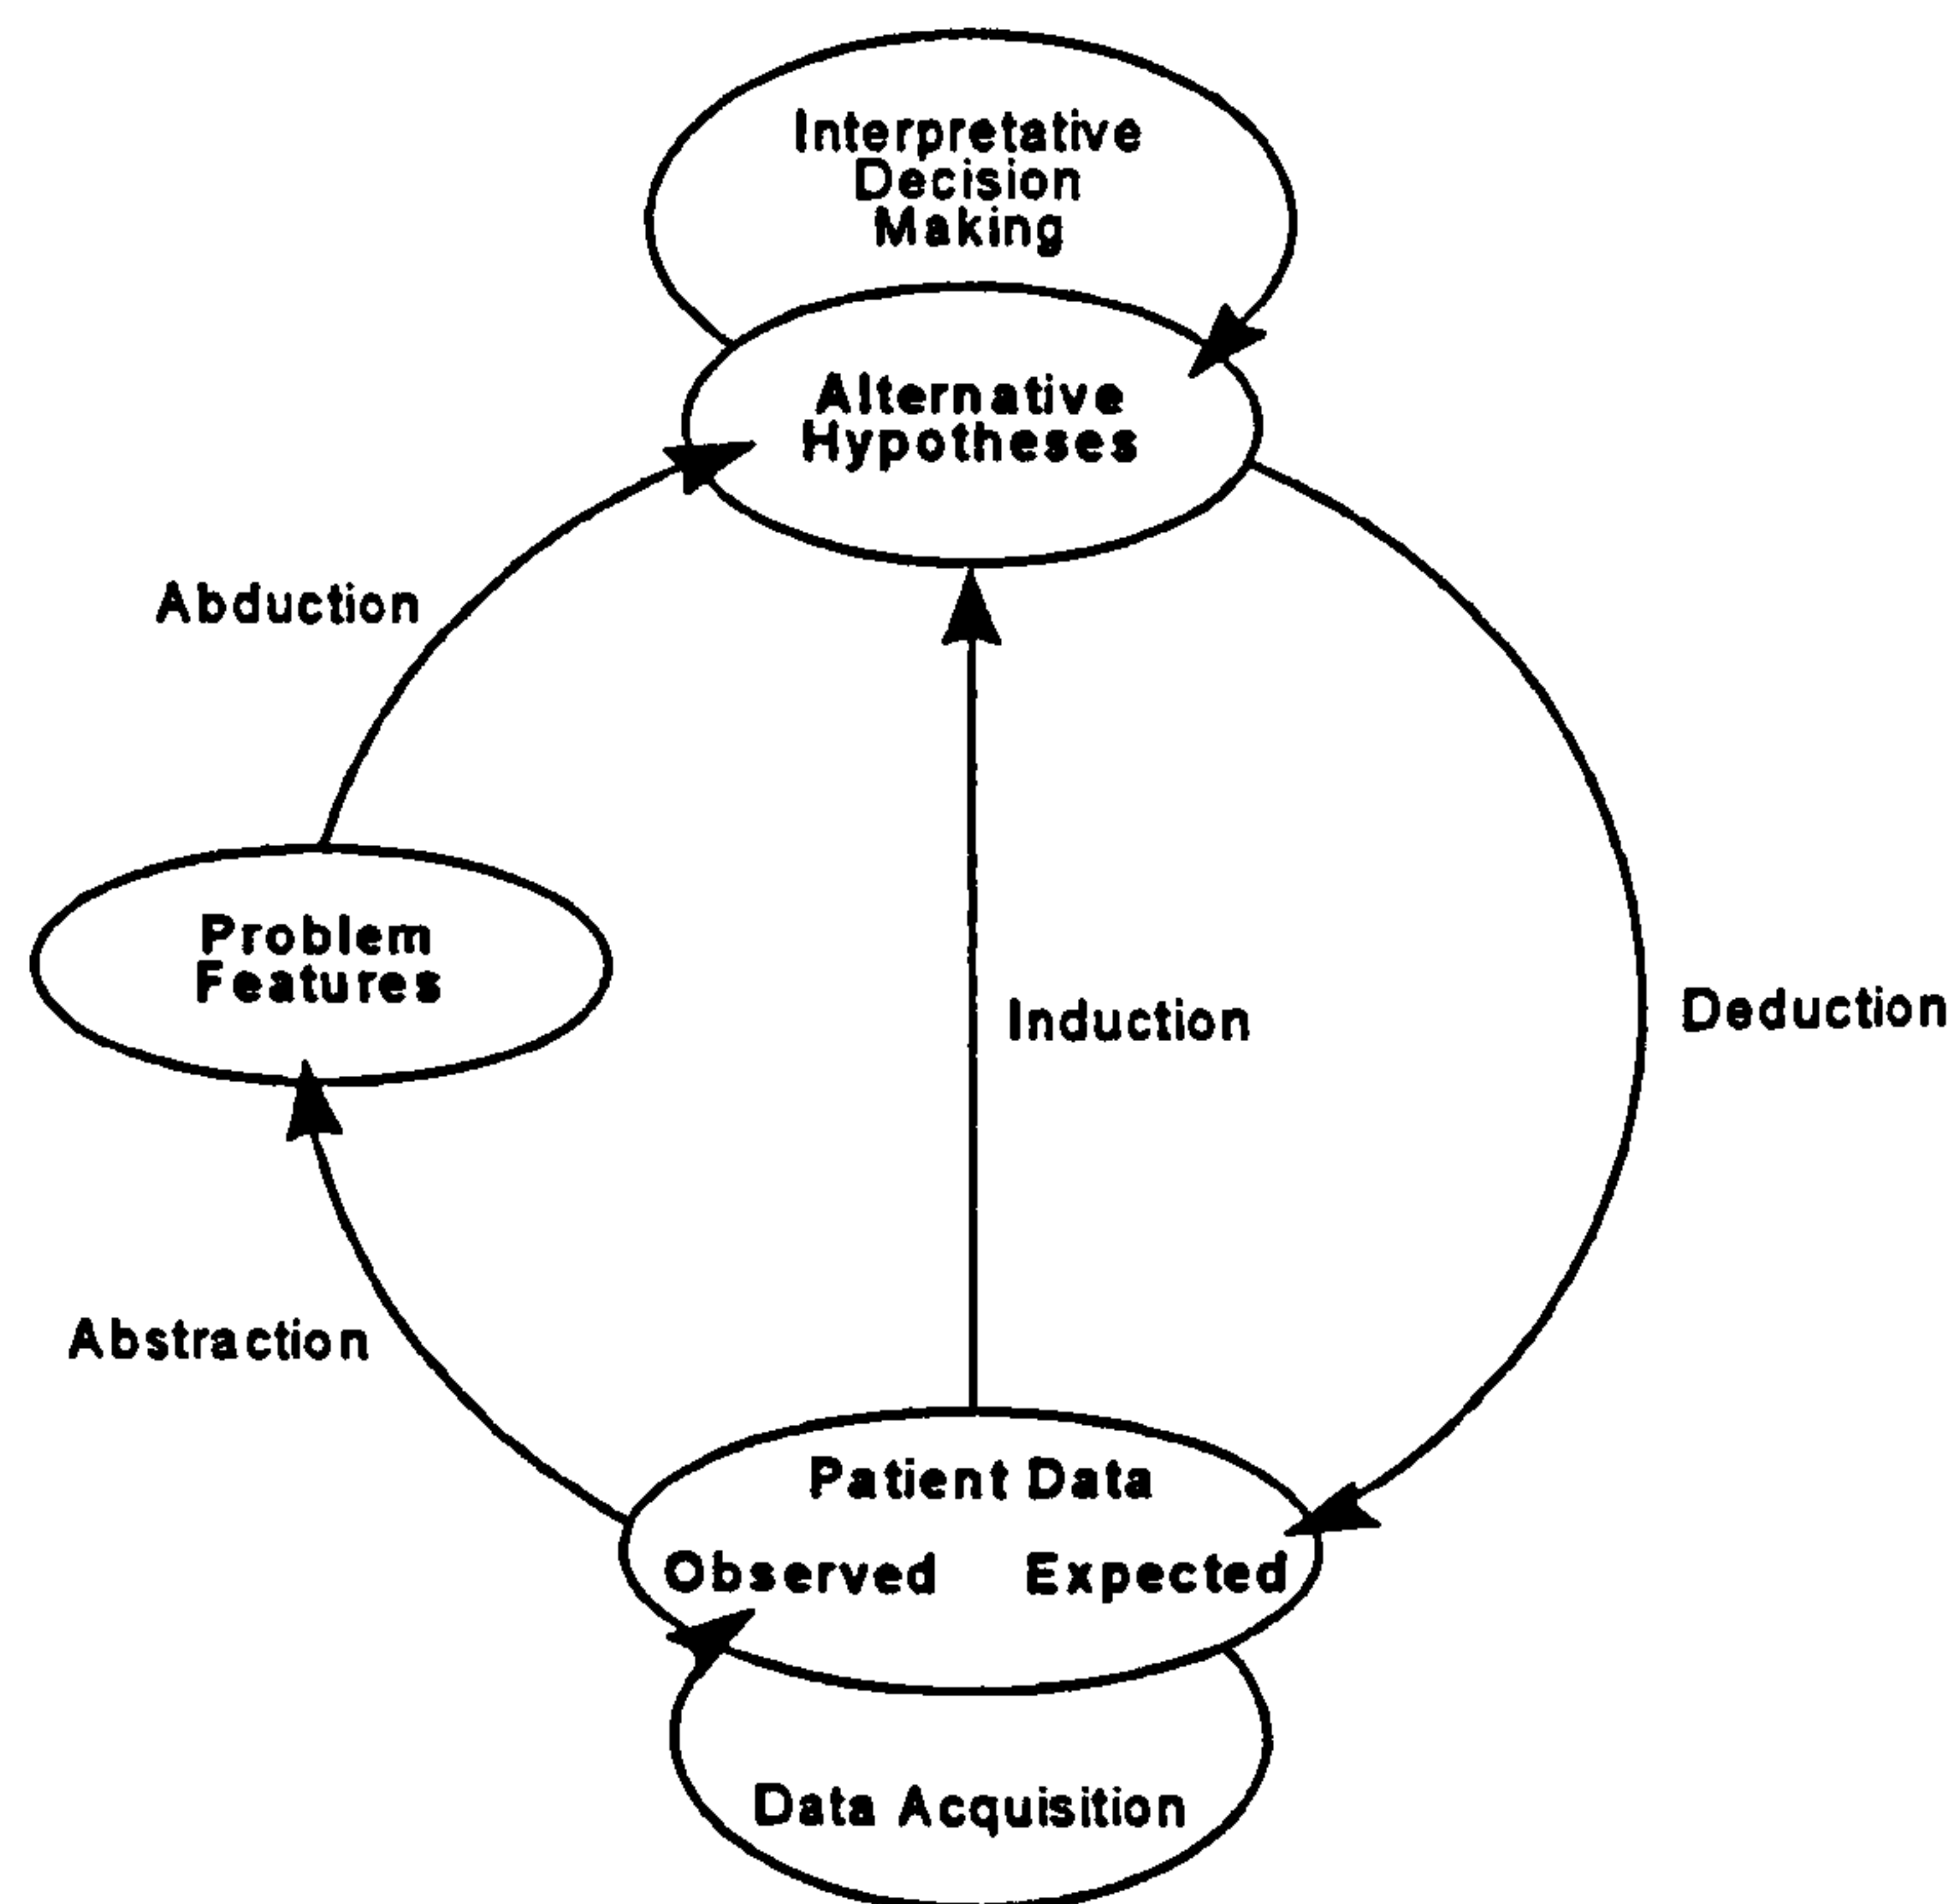 Interpretative
Decision
Making
Alternative
Hypotheses
Abduction
Problem
Features
Induction
Deduction
Abstraction
Patient Data
Observed Expected
Data Acquisition